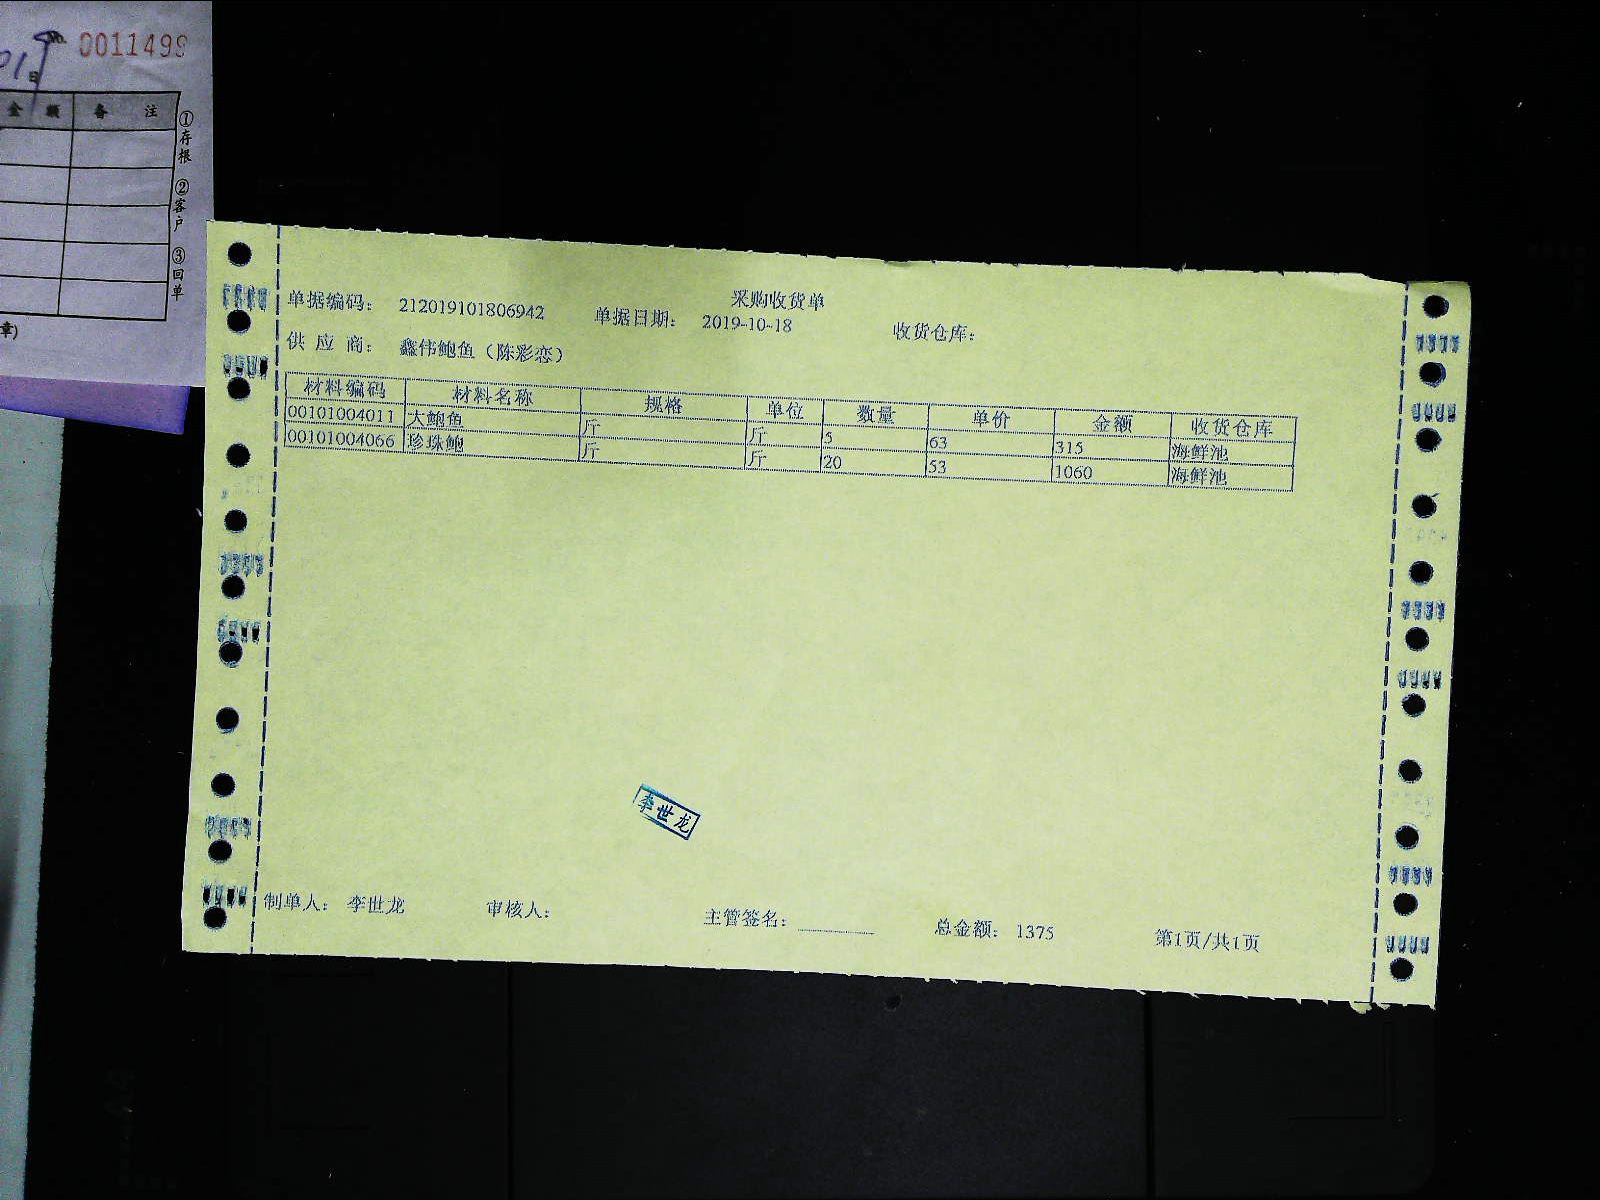 No. 0011499
日
金 额 备 注
①存根 ②客户 ③回单
章)
采购收货单
单据编码: 212019101806942 单据日期: 2019-10-18 收货仓库:
供 应 商: 鑫伟鲍鱼（陈彩恋）
材料编码 材料名称 规格 单位 数量 单价 金额 收货仓库
00101004011 大鲍鱼 斤 斤 5 63 315 海鲜池
00101004066 珍珠鲍 斤 斤 20 53 1060 海鲜池
李世龙
制单人: 李世龙 审核人: 主管签名: 总金额: 1375 第1页/共1页